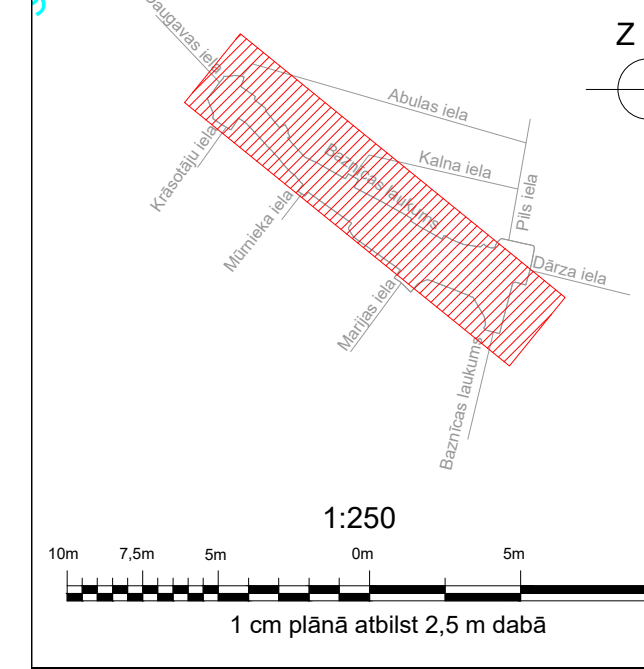 Daugavas iela
Z
Abulas iela
Baznīcas laukums
Kalna iela
Krāsotāju iela
Pils iela
Mūrnieka iela
Dārza iela
Marijas iela
Baznīcas laukums
1:250
10m 7,5m 5m 0m 5m
1 cm plānā atbilst 2,5 m dabā